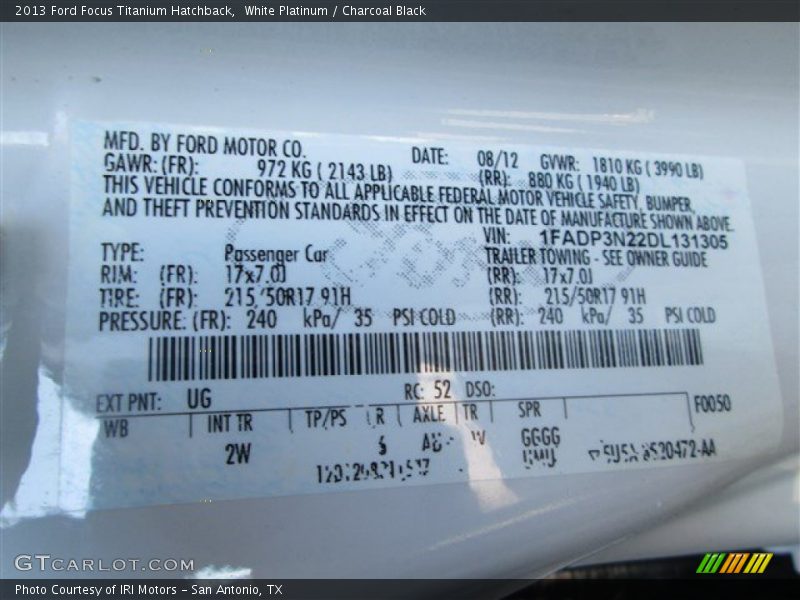 2013 Ford Focus Titanium Hatchback,  White Platinum / Charcoal Black
MFD. BY FORD MOTOR CO. DATE: 08/12 GVWR: 1810 KG ( 3990 LB)
GAWR: (FR): 972 KG ( 2143 LB) (RR): 880 KG ( 1940 LB)
THIS VEHICLE CONFORMS TO ALL APPLICABLE FEDERAL MOTOR VEHICLE SAFETY, BUMPER,
AND THEFT PREVENTION STANDARDS IN EFFECT ON THE DATE OF MANUFACTURE SHOWN ABOVE.
VIN: 1FADP3N22DL131305
TYPE: Passenger Car TRAILER TOWING - SEE OWNER GUIDE
RIM: (FR): 17x7.0J (RR): 17x7.0J
TIRE: (FR): 215/50R17 91H (RR): 215/50R17 91H
PRESSURE: (FR): 240 kPa/ 35 PSI COLD (RR): 240 kPa/ 35 PSI COLD
EXT PNT: UG RC: 52 DSO: F0050
WB INT TR TP/PS R AXLE TR SPR
2W GGGG
GTCARLOT.COM
Photo Courtesy of IRI Motors – San Antonio, TX